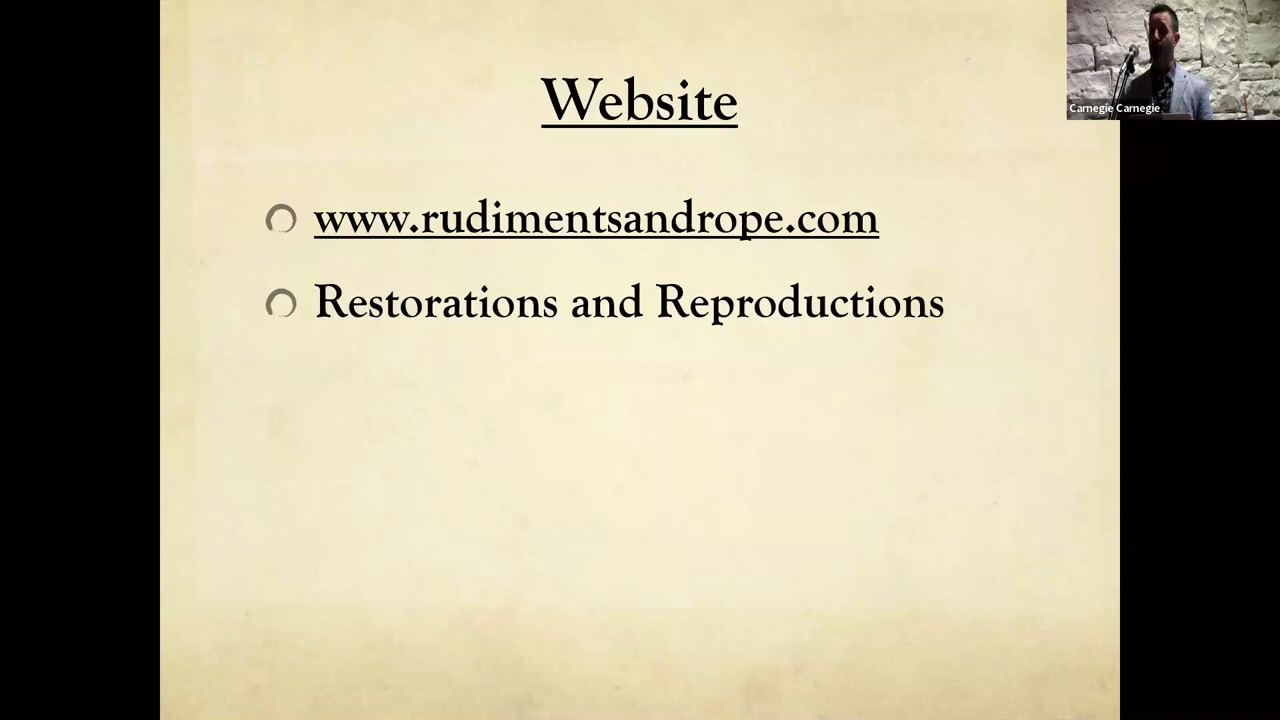 Website
www.rudimentsandrope.com
Restorations and Reproductions
Carnegie Carnegie